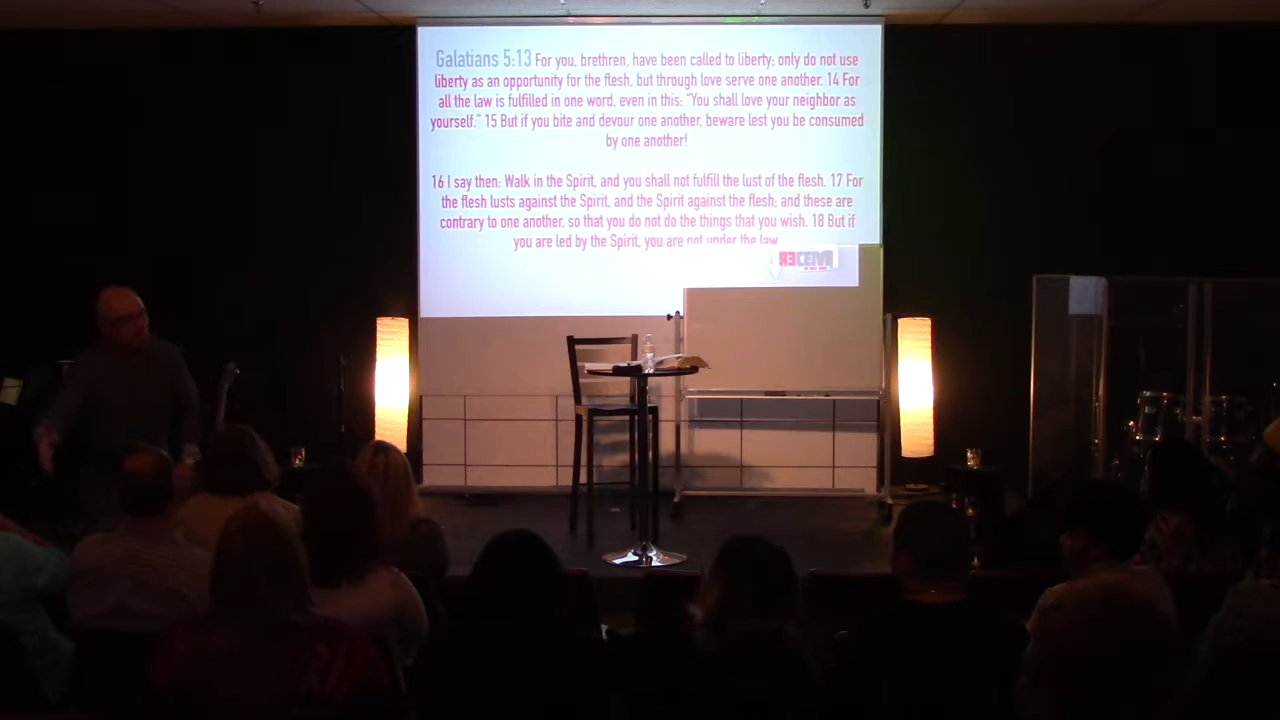 Galatians 5:13 For you, brethren, have been called to liberty; only do not use
liberty as an opportunity for the flesh, but through love serve one another. 14 For
all the law is fulfilled in one word, even in this: “You shall love your neighbor as
yourself.” 15 But if you bite and devour one another, beware lest you be consumed
by one another!
16 I say then: Walk in the Spirit, and you shall not fulfill the lust of the flesh. 17 For
the flesh lusts against the Spirit, and the Spirit against the flesh; and these are
contrary to one another, so that you do not do the things that you wish. 18 But if
you are led by the Spirit, you are not under the law.